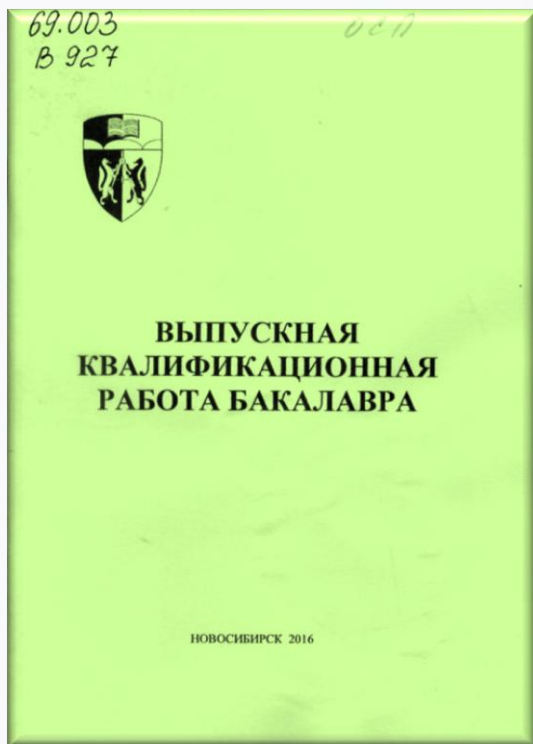 69.003
В 927
ВЫПУСКНАЯ
КВАЛИФИКАЦИОННАЯ
РАБОТА БАКАЛАВРА
НОВОСИБИРСК 2016